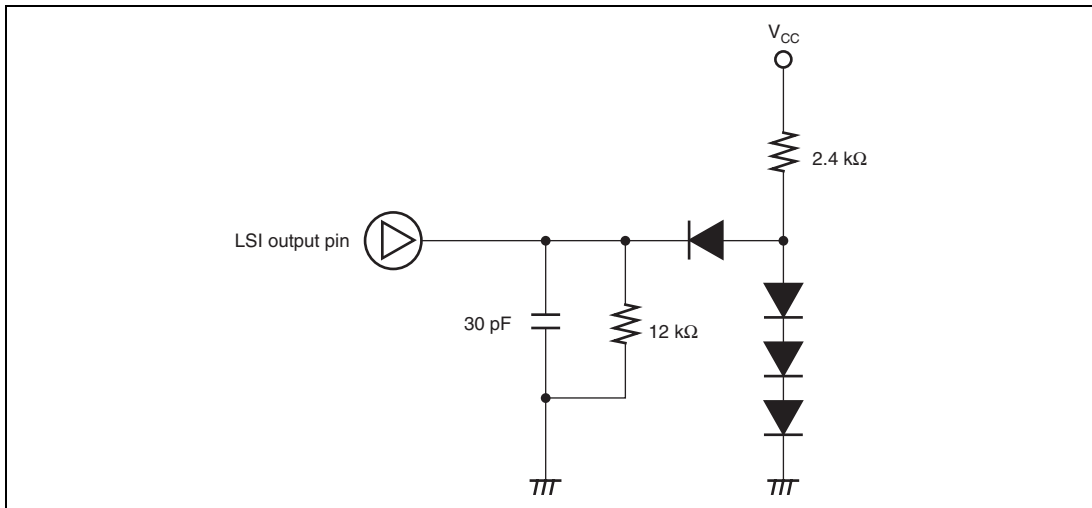 VCC
2.4 kΩ
LSI output pin
30 pF
12 kΩ